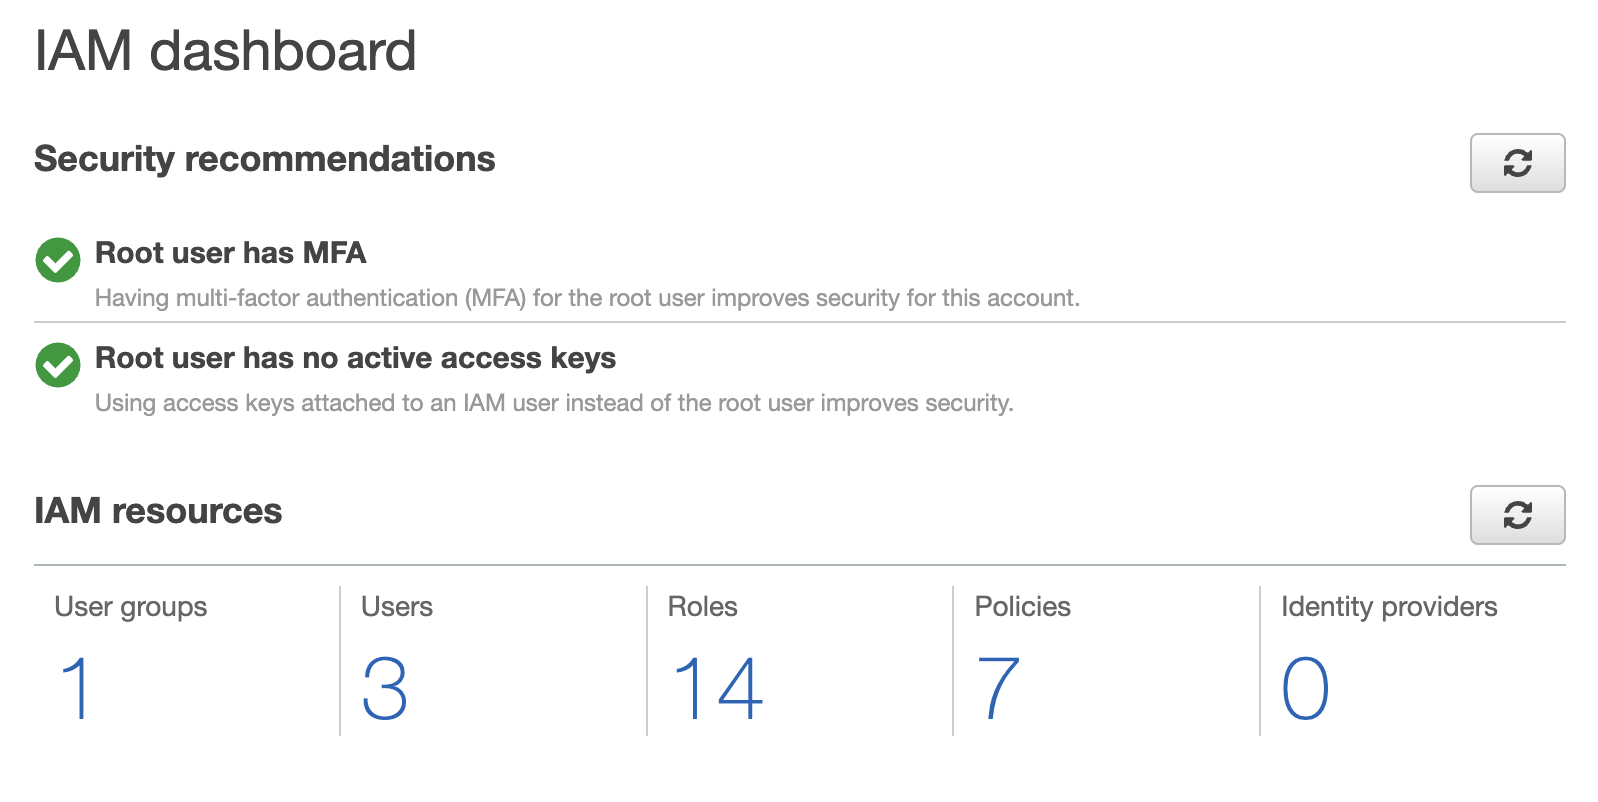 IAM dashboard
Security recommendations
Root user has MFA
Having multi-factor authentication (MFA) for the root user improves security for this account.
Root user has no active access keys
Using access keys attached to an IAM user instead of the root user improves security.
IAM resources
User groups
1
Users
3
Roles
14
Policies
7
Identity providers
0